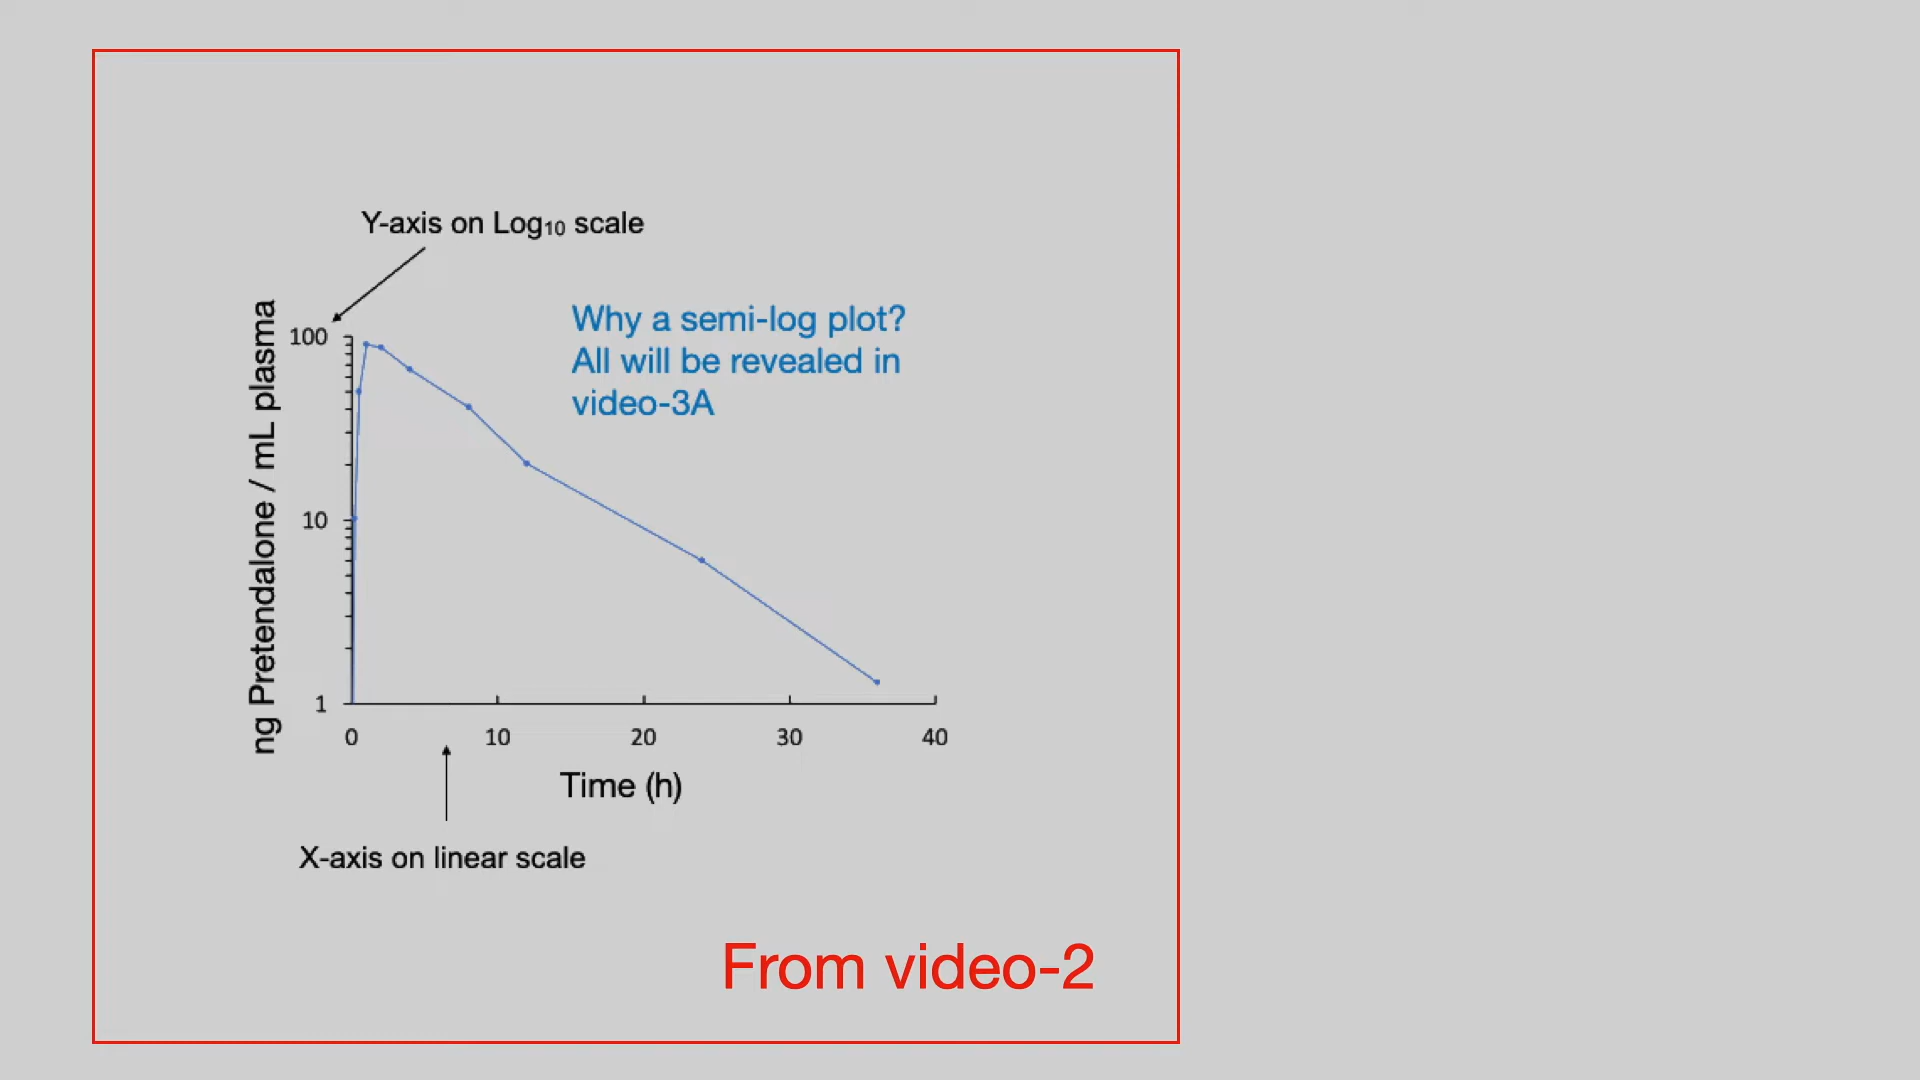 Y-axis on Log₁₀ scale
Why a semi-log plot?
All will be revealed in
video-3A
ng Pretendalone / mL plasma
100
10
1
0
10
20
30
40
Time (h)
X-axis on linear scale
From video-2